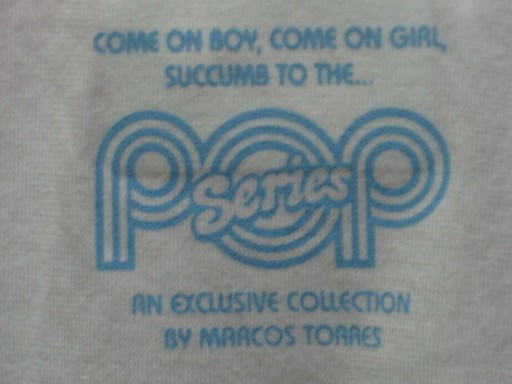 COME ON BOY, COME ON GIRL,
SUCCUMB TO THE...
POP
Series
AN EXCLUSIVE COLLECTION
BY MARCOS TORRES